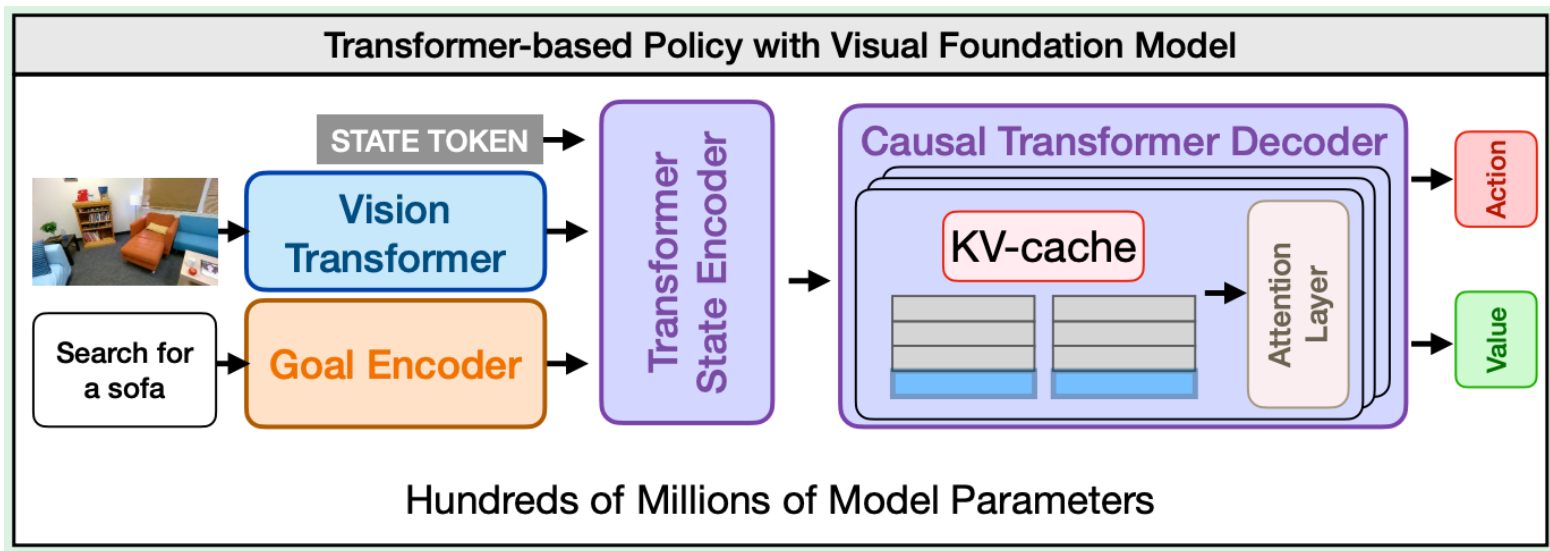 Transformer-based Policy with Visual Foundation Model
STATE TOKEN
Vision
Transformer
Search for
a sofa
Goal Encoder
Transformer
State Encoder
Causal Transformer Decoder
KV-cache
Attention
Layer
Action
Value
Hundreds of Millions of Model Parameters